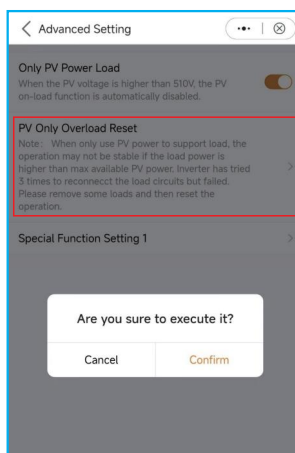 Advanced Setting
Only PV Power Load
When the PV voltage is higher than 510V, the PV
on-load function is automatically
disabled.
PV Only Overload Reset
Note: When only use PV power to support load, the
operation may not be stable if the load power is
higher than max available PV power. Inverter has tried
3 times to reconnecct the load circuits but failed.
Please remove some loads and then reset the
operation.
Special Function Setting 1
Are you sure to execute it?
Cancel
Confirm